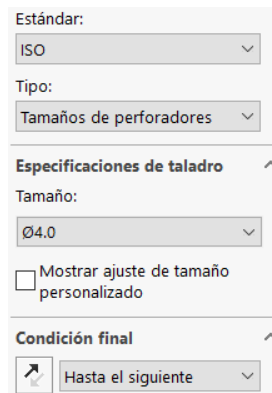 Estándar:
ISO
Tipo:
Tamaños de perforadores
Especificaciones de taladro
Tamaño:
Ø4.0
Mostrar ajuste de tamaño
personalizado
Condición final
Hasta el siguiente